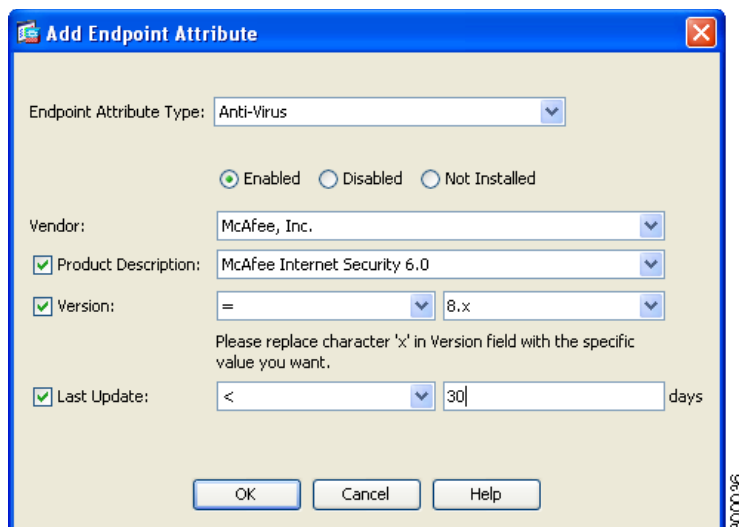 Add Endpoint Attribute
Endpoint Attribute Type: Anti-Virus
Enabled Disabled Not Installed
Vendor: McAfee, Inc.
Product Description: McAfee Internet Security 6.0
Version: = 8.x
Please replace character 'x' in Version field with the specific
value you want.
Last Update: < 30 days
OK Cancel Help